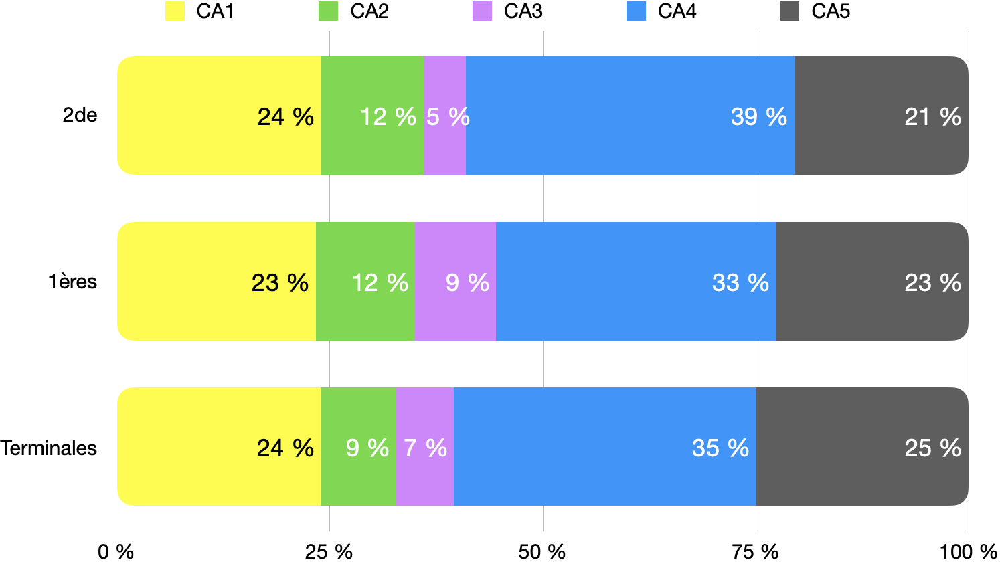 CA1 CA2 CA3 CA4 CA5
2de 24 % 12 % 5 % 39 % 21 %
1ères 23 % 12 % 9 % 33 % 23 %
Terminales 24 % 9 % 7 % 35 % 25 %
0 % 25 % 50 % 75 % 100 %